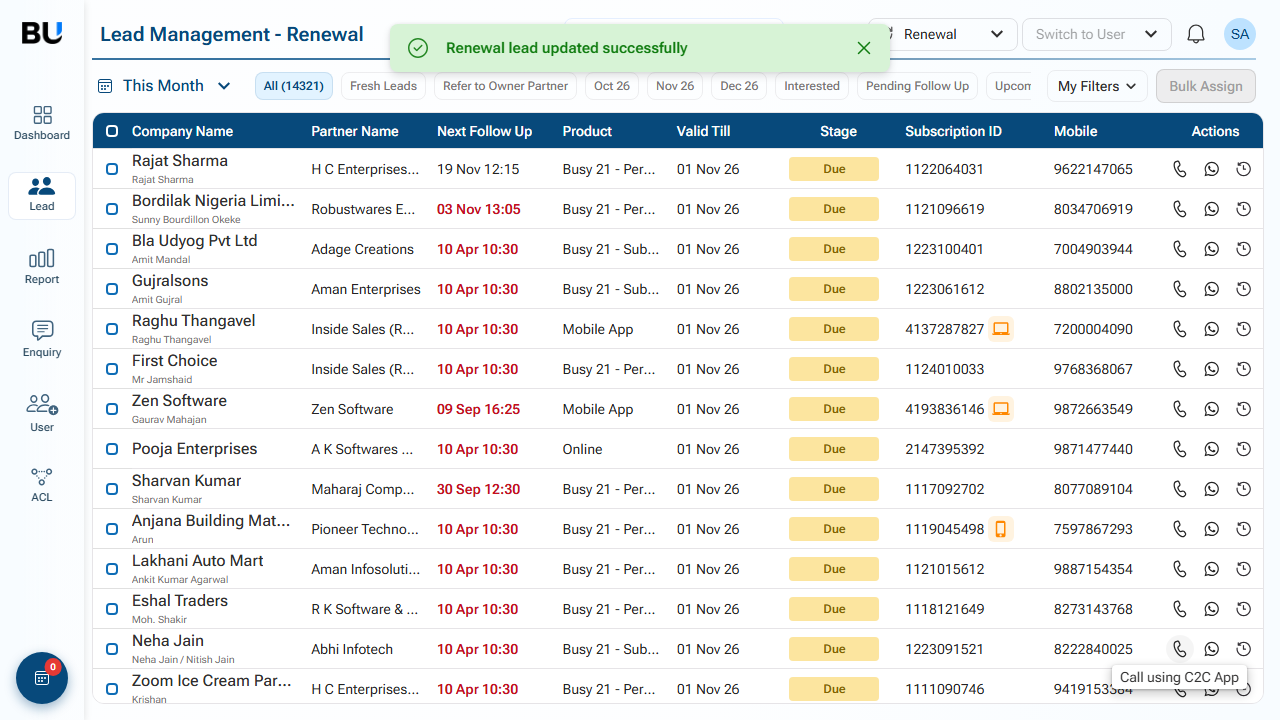 BU
Lead Management - Renewal
Renewal lead updated successfully
Renewal
Switch to User
SA
This Month
All (14321)
Fresh Leads
Refer to Owner Partner
Oct 26
Nov 26
Dec 26
Interested
Pending Follow Up
Upcom
My Filters
Bulk Assign
Dashboard
Lead
Report
Enquiry
User
ACL
0
Company Name Partner Name Next Follow Up Product Valid Till Stage Subscription ID Mobile Actions
Rajat Sharma
Rajat Sharma
H C Enterprises... 19 Nov 12:15 Busy 21 - Per... 01 Nov 26 Due 1122064031 9622147065
Bordilak Nigeria Limi...
Sunny Bourdillon Okeke
Robustwares E... 03 Nov 13:05 Busy 21 - Per... 01 Nov 26 Due 1121096619 8034706919
Bla Udyog Pvt Ltd
Amit Mandal
Adage Creations 10 Apr 10:30 Busy 21 - Sub... 01 Nov 26 Due 1223100401 7004903944
Gujralsons
Amit Gujral
Aman Enterprises 10 Apr 10:30 Busy 21 - Sub... 01 Nov 26 Due 1223061612 8802135000
Raghu Thangavel
Raghu Thangavel
Inside Sales (R... 10 Apr 10:30 Mobile App 01 Nov 26 Due 4137287827 7200004090
First Choice
Mr Jamshaid
Inside Sales (R... 10 Apr 10:30 Busy 21 - Per... 01 Nov 26 Due 1124010033 9768368067
Zen Software
Gaurav Mahajan
Zen Software 09 Sep 16:25 Mobile App 01 Nov 26 Due 4193836146 9872663549
Pooja Enterprises A K Softwares ... 10 Apr 10:30 Online 01 Nov 26 Due 2147395392 9871477440
Sharvan Kumar
Sharvan Kumar
Maharaj Comp... 30 Sep 12:30 Busy 21 - Per... 01 Nov 26 Due 1117092702 8077089104
Anjana Building Mat...
Arun
Pioneer Techno... 10 Apr 10:30 Busy 21 - Per... 01 Nov 26 Due 1119045498 7597867293
Lakhani Auto Mart
Ankit Kumar Agarwal
Aman Infosoluti... 10 Apr 10:30 Busy 21 - Per... 01 Nov 26 Due 1121015612 9887154354
Eshal Traders
Moh. Shakir
R K Software & ... 10 Apr 10:30 Busy 21 - Per... 01 Nov 26 Due 1118121649 8273143768
Neha Jain
Neha Jain / Nitish Jain
Abhi Infotech 10 Apr 10:30 Busy 21 - Sub... 01 Nov 26 Due 1223091521 8222840025
Zoom Ice Cream Par...
Krishan
H C Enterprises... 10 Apr 10:30 Busy 21 - Per... 01 Nov 26 Due 1111090746 9419153384
Call using C2C App